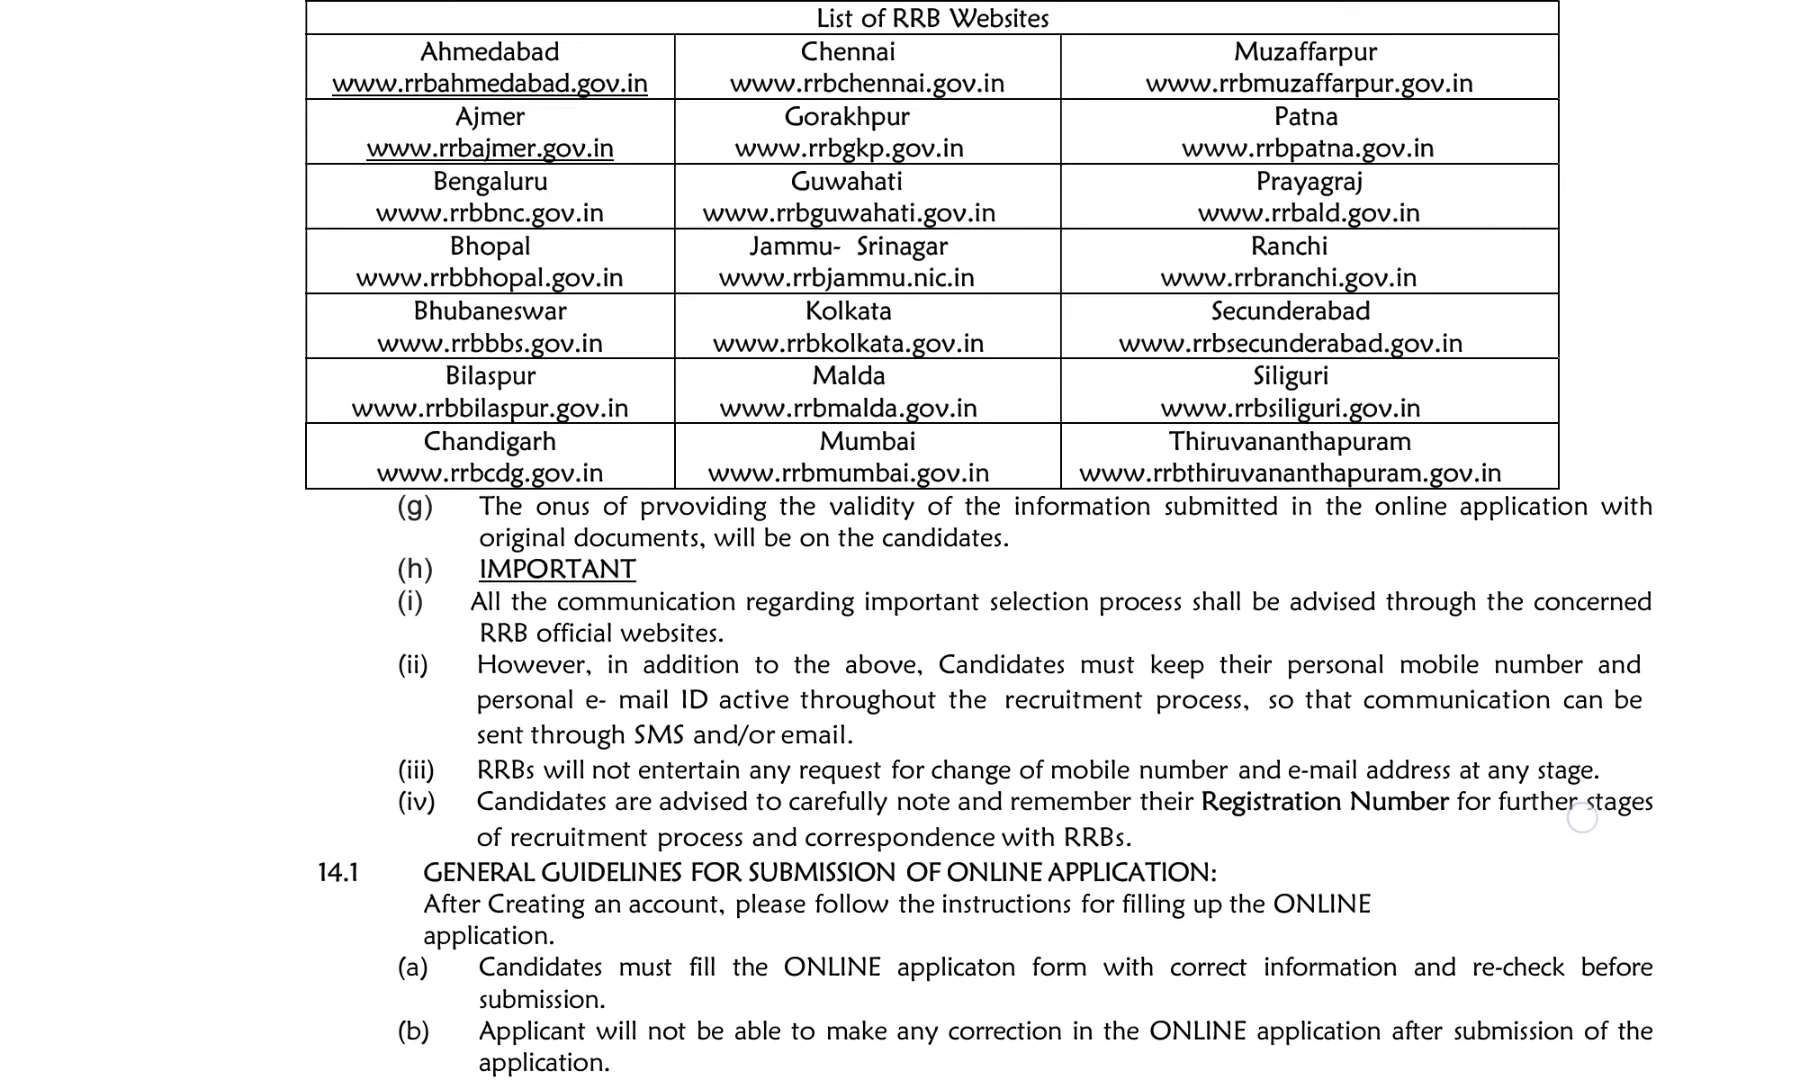 List of RRB Websites
Ahmedabad Chennai Muzaffarpur
www.rrbahmedabad.gov.in www.rrbchennai.gov.in www.rrbmuzaffarpur.gov.in
Ajmer Gorakhpur Patna
www.rrbajmer.gov.in www.rrbgkp.gov.in www.rrbpatna.gov.in
Bengaluru Guwahati Prayagraj
www.rrbbnc.gov.in www.rrbguwahati.gov.in www.rrbald.gov.in
Bhopal Jammu- Srinagar Ranchi
www.rrbbhopal.gov.in www.rrbjammu.nic.in www.rrbranchi.gov.in
Bhubaneswar Kolkata Secunderabad
www.rrbbbs.gov.in www.rrbkolkata.gov.in www.rrbsecunderabad.gov.in
Bilaspur Malda Siliguri
www.rrbbilaspur.gov.in www.rrbmalda.gov.in www.rrbsiliguri.gov.in
Chandigarh Mumbai Thiruvananthapuram
www.rrbcdg.gov.in www.rrbmumbai.gov.in www.rrbthiruvananthapuram.gov.in
(g) The onus of prvoviding the validity of the information submitted in the online application with
original documents, will be on the candidates.
(h) IMPORTANT
(i) All the communication regarding important selection process shall be advised through the concerned
RRB official websites.
(ii) However, in addition to the above, Candidates must keep their personal mobile number and
personal e- mail ID active throughout the recruitment process, so that communication can be
sent through SMS and/or email.
(iii) RRBs will not entertain any request for change of mobile number and e-mail address at any stage.
(iv) Candidates are advised to carefully note and remember their Registration Number for further stages
of recruitment process and correspondence with RRBs.
14.1 GENERAL GUIDELINES FOR SUBMISSION OF ONLINE APPLICATION:
After Creating an account, please follow the instructions for filling up the ONLINE
application.
(a) Candidates must fill the ONLINE applicaton form with correct information and re-check before
submission.
(b) Applicant will not be able to make any correction in the ONLINE application after submission of the
application.